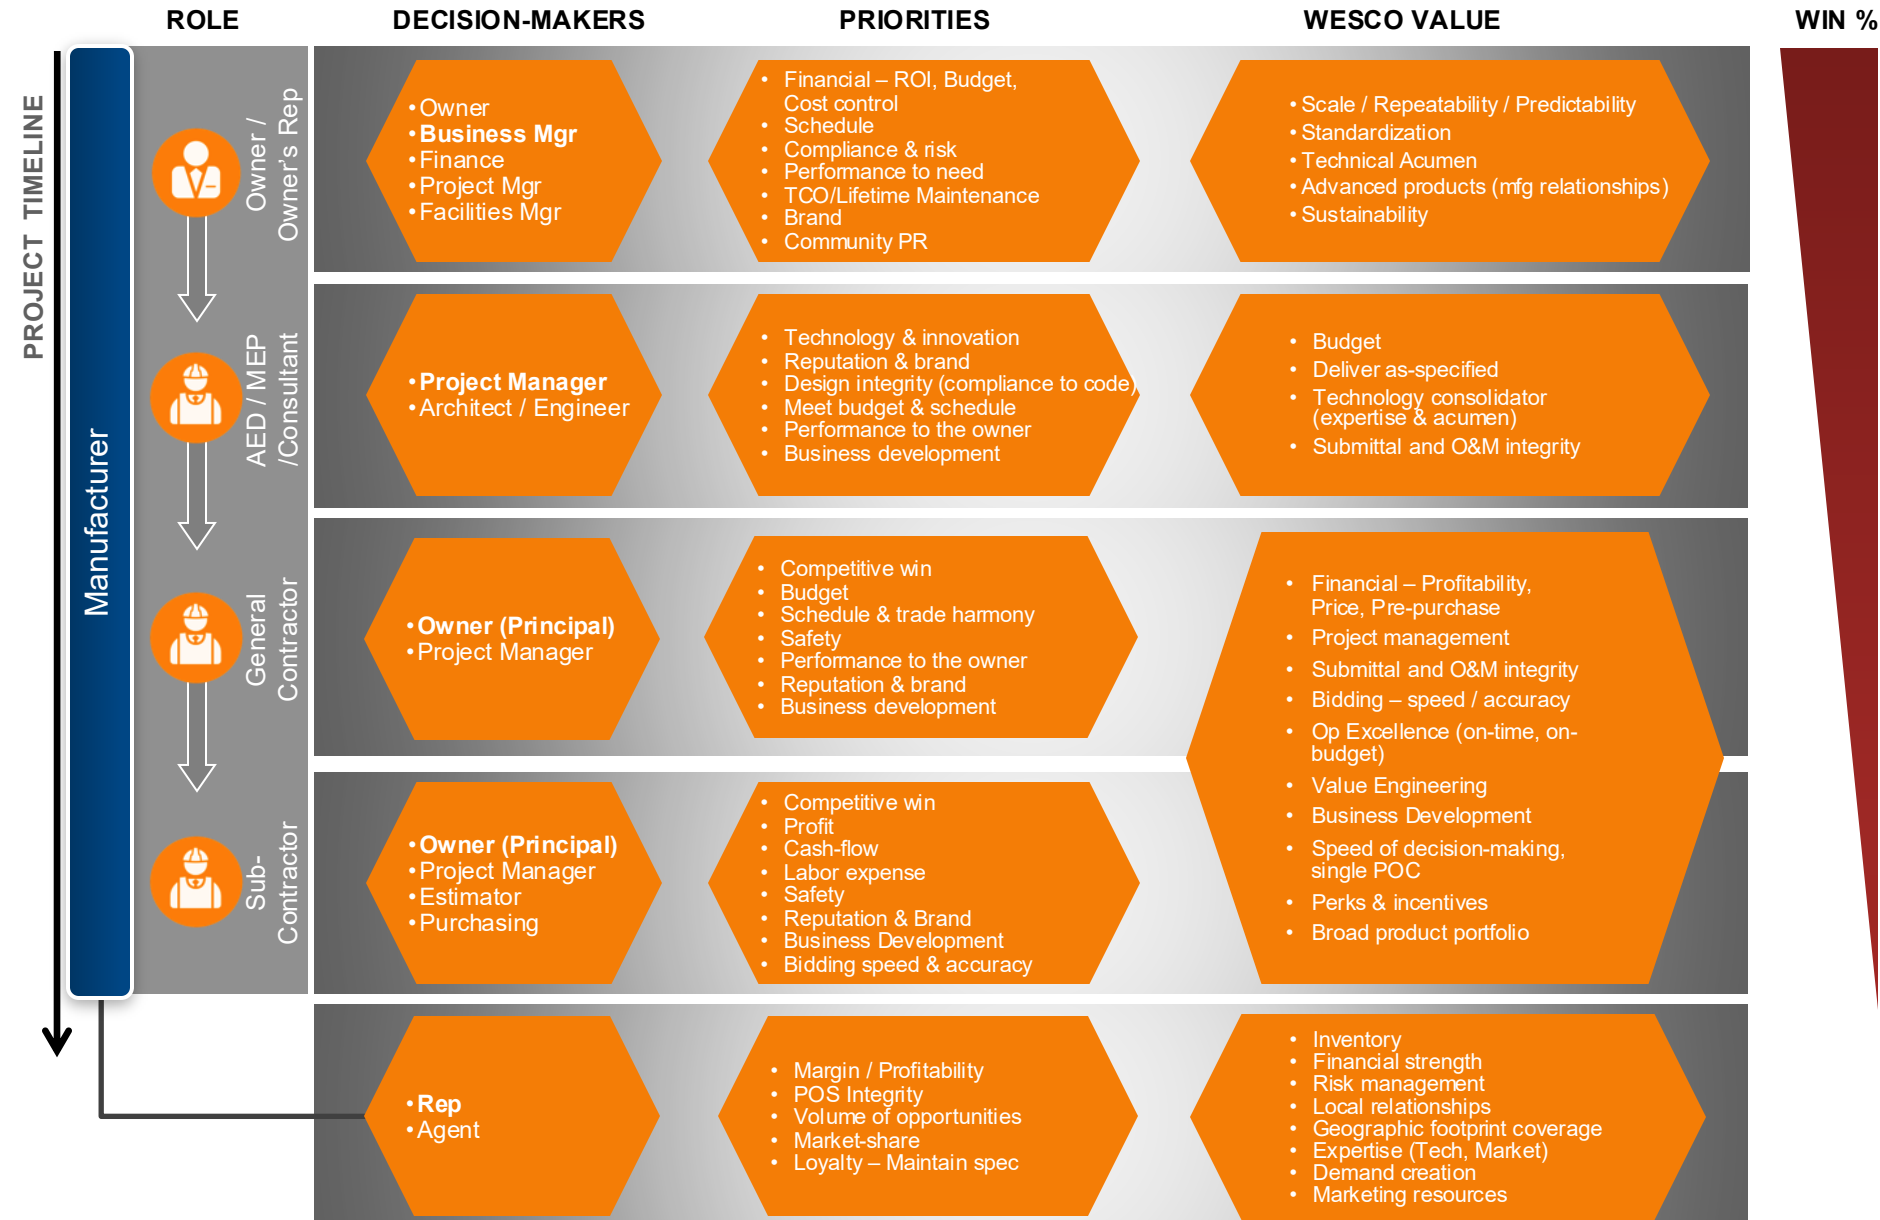 ROLE
DECISION-MAKERS
PRIORITIES
WESCO VALUE
WIN %
PROJECT TIMELINE
Manufacturer
Owner /
Owner's Rep
• Owner
• Business Mgr
• Finance
• Project Mgr
• Facilities Mgr
• Financial – ROI, Budget,
Cost control
• Schedule
• Compliance & risk
• Performance to need
• TCO/Lifetime Maintenance
• Brand
• Community PR
• Scale / Repeatability / Predictability
• Standardization
• Technical Acumen
• Advanced products (mfg relationships)
• Sustainability
AED / MEP
/Consultant
• Project Manager
• Architect / Engineer
• Technology & innovation
• Reputation & brand
• Design integrity (compliance to code)
• Meet budget & schedule
• Performance to the owner
• Business development
• Budget
• Deliver as-specified
• Technology consolidator
(expertise & acumen)
• Submittal and O&M integrity
General
Contractor
• Owner (Principal)
• Project Manager
• Competitive win
• Budget
• Schedule & trade harmony
• Safety
• Performance to the owner
• Reputation & brand
• Business development
• Financial – Profitability,
Price, Pre-purchase
• Project management
• Submittal and O&M integrity
• Bidding – speed / accuracy
• Op Excellence (on-time, on-
budget)
• Value Engineering
• Business Development
• Speed of decision-making,
single POC
• Perks & incentives
• Broad product portfolio
Sub-
Contractor
• Owner (Principal)
• Project Manager
• Estimator
• Purchasing
• Competitive win
• Profit
• Cash-flow
• Labor expense
• Safety
• Reputation & Brand
• Business Development
• Bidding speed & accuracy
• Rep
• Agent
• Margin / Profitability
• POS Integrity
• Volume of opportunities
• Market-share
• Loyalty – Maintain spec
• Inventory
• Financial strength
• Risk management
• Local relationships
• Geographic footprint coverage
• Expertise (Tech, Market)
• Demand creation
• Marketing resources